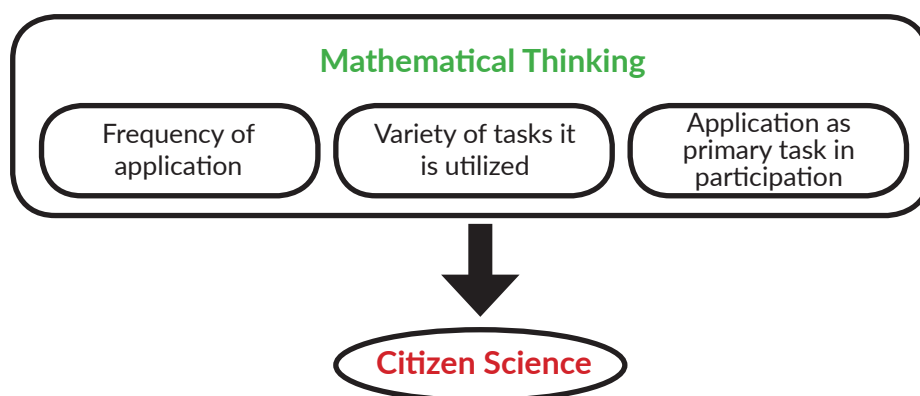 Mathematical Thinking
Frequency of
application
Variety of tasks it
is utilized
Application as
primary task in
participation
Citizen Science